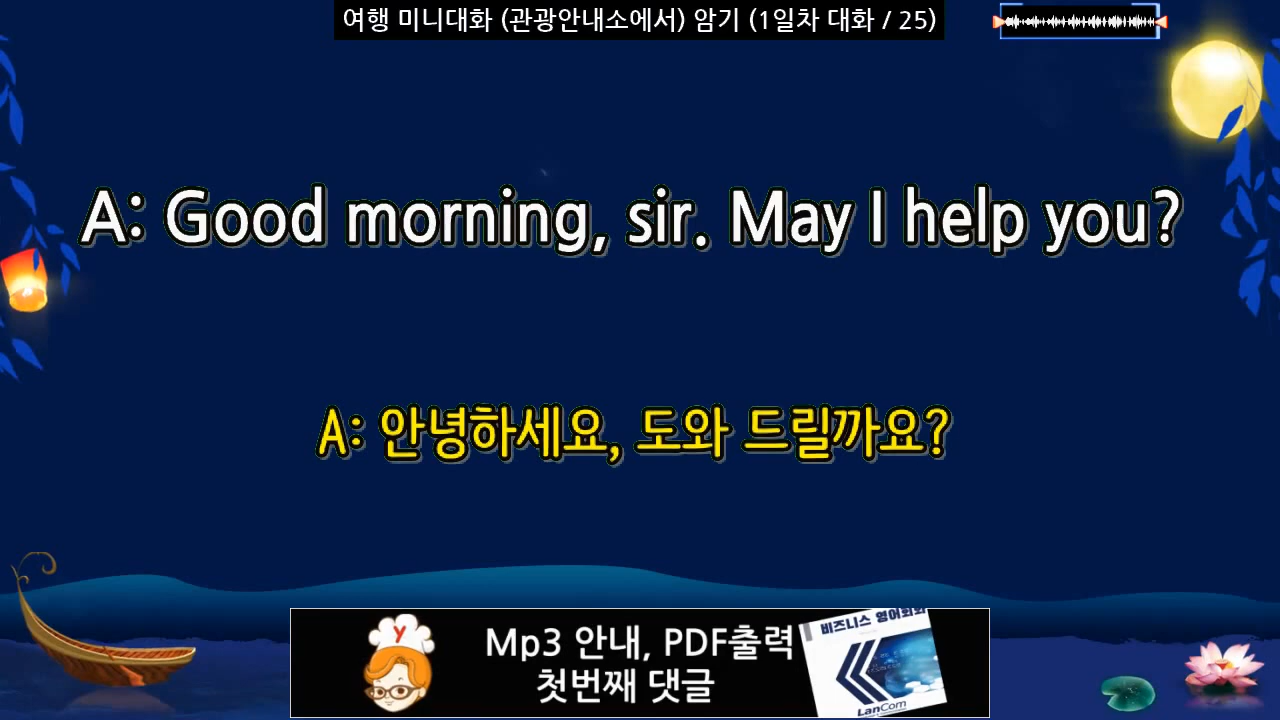 여행 미니대화 (관광안내소에서) 암기 (1일차 대화 / 25)
A: Good morning, sir. May I help you?
A: 안녕하세요, 도와 드릴까요?
Y
Mp3 안내, PDF출력
첫번째 댓글
비즈니스 영어회화
LanCom